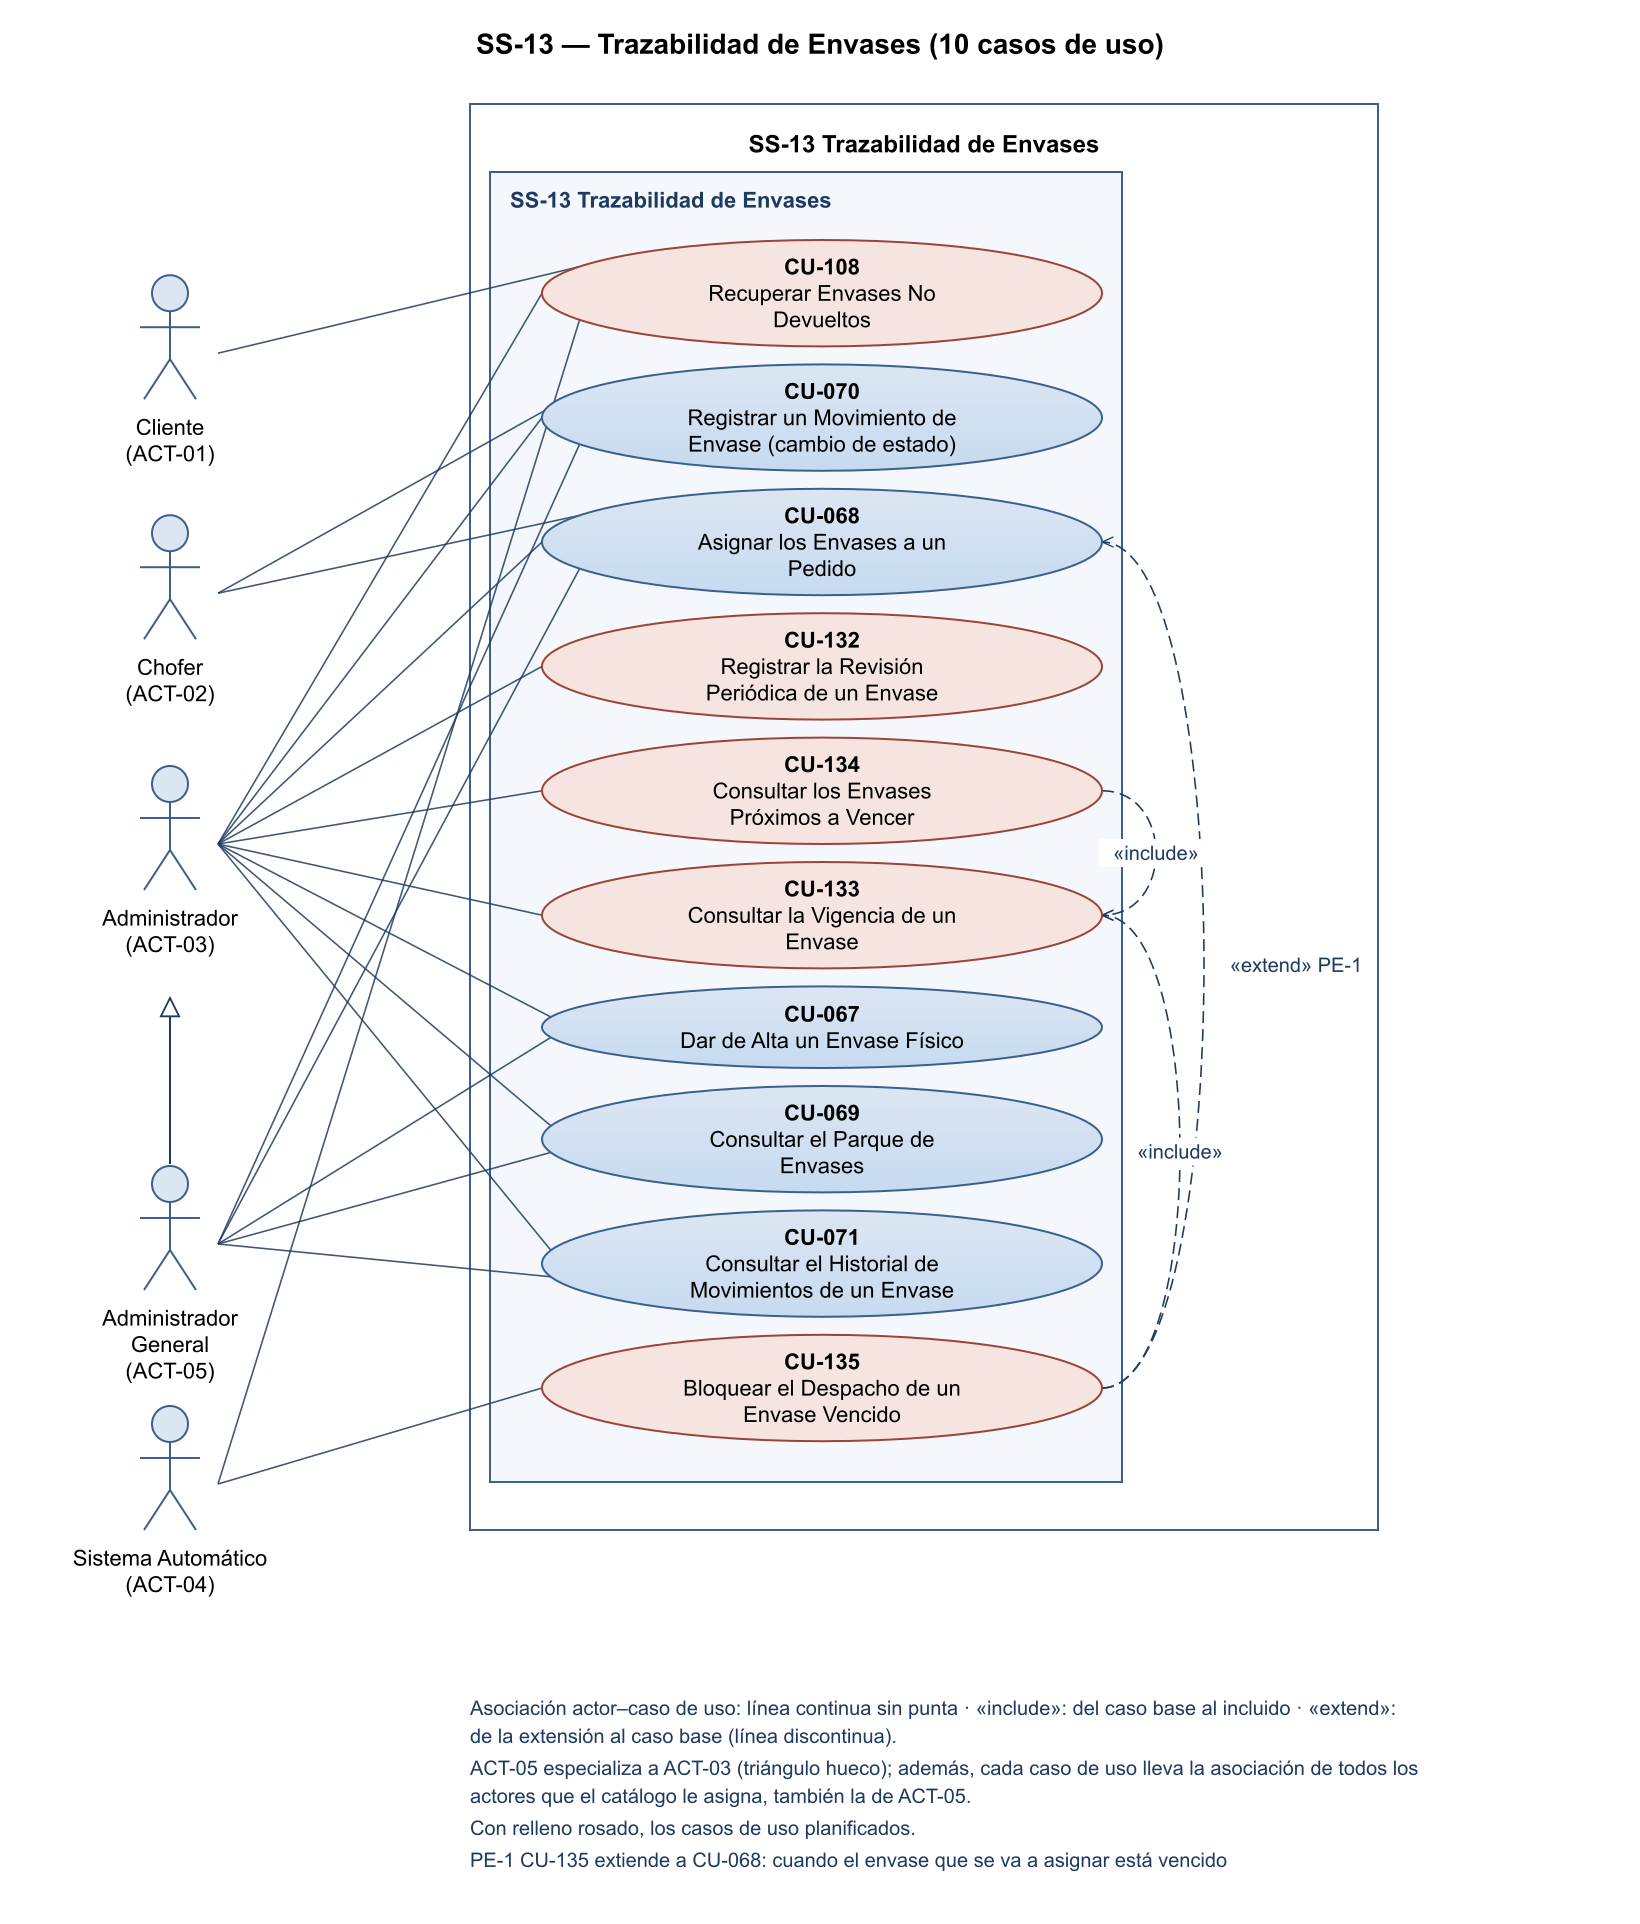 SS-13 — Trazabilidad de Envases (10 casos de uso)
SS-13 Trazabilidad de Envases
SS-13 Trazabilidad de Envases
CU-108
Recuperar Envases No
Devueltos
Cliente
(ACT-01)
CU-070
Registrar un Movimiento de
Envase (cambio de estado)
CU-068
Asignar los Envases a un
Pedido
Chofer
(ACT-02)
CU-132
Registrar la Revisión
Periódica de un Envase
CU-134
Consultar los Envases
Próximos a Vencer
«include»
CU-133
Consultar la Vigencia de un
Envase
Administrador
(ACT-03)
«extend» PE-1
CU-067
Dar de Alta un Envase Físico
CU-069
Consultar el Parque de
Envases
«include»
CU-071
Consultar el Historial de
Movimientos de un Envase
Administrador
General
(ACT-05)
CU-135
Bloquear el Despacho de un
Envase Vencido
Sistema Automático
(ACT-04)
Asociación actor–caso de uso: línea continua sin punta · «include»: del caso base al incluido · «extend»:
de la extensión al caso base (línea discontinua).
ACT-05 especializa a ACT-03 (triángulo hueco); además, cada caso de uso lleva la asociación de todos los
actores que el catálogo le asigna, también la de ACT-05.
Con relleno rosado, los casos de uso planificados.
PE-1 CU-135 extiende a CU-068: cuando el envase que se va a asignar está vencido